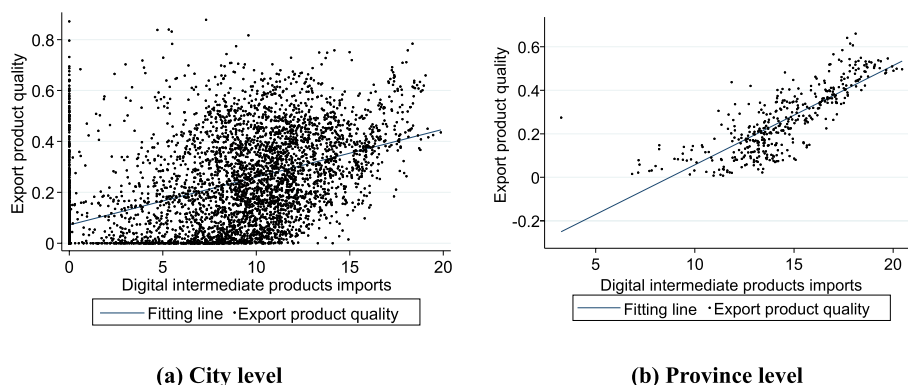 Export product quality
0.8
0.6
0.4
0.2
0
0 5 10 15 20
Digital intermediate products imports
Fitting line Export product quality
(a) City level
Export product quality
0.6
0.4
0.2
0
-0.2
5 10 15 20
Digital intermediate products imports
Fitting line Export product quality
(b) Province level